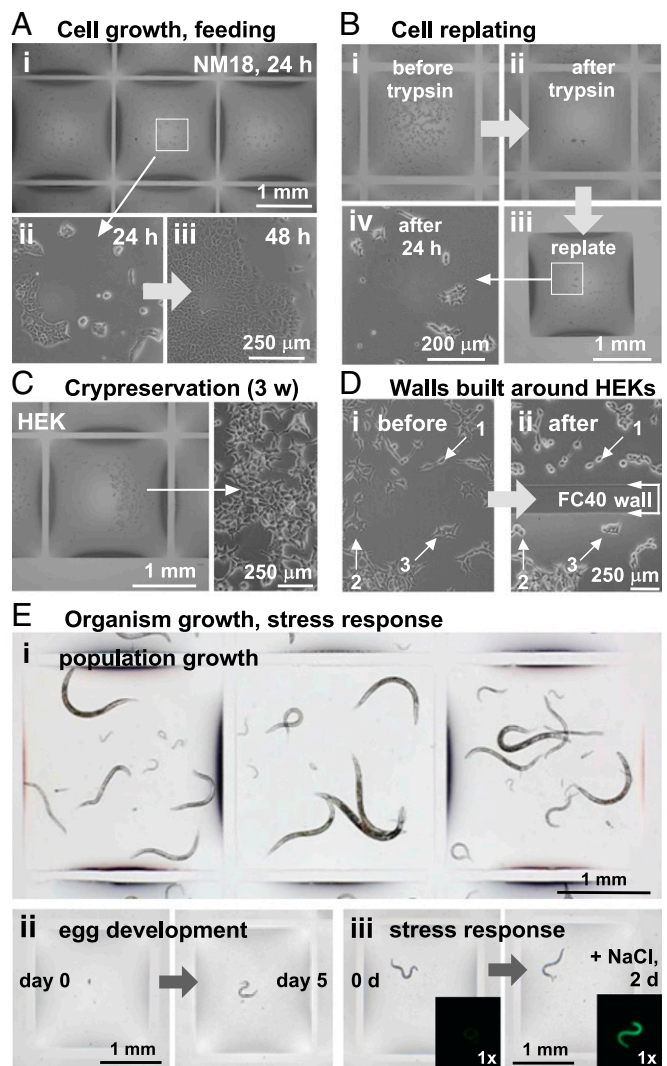 A Cell growth, feeding
i NM18, 24 h
1 mm
ii 24 h
iii 48 h
250 µm
B Cell replating
i before
trypsin
ii after
trypsin
iv after
24 h
200 µm
iii
replate
1 mm
C Crypreservation (3 w)
HEK
1 mm
250
µm
D Walls built around HEKs
i before
1
2
3
ii after
1
FC40 wall
2
3
250 µm
E Organism growth, stress response
i population growth
1 mm
ii egg development
day 0
day 5
1 mm
iii stress response
0 d
+ NaCl,
2 d
1x
1 mm
1x